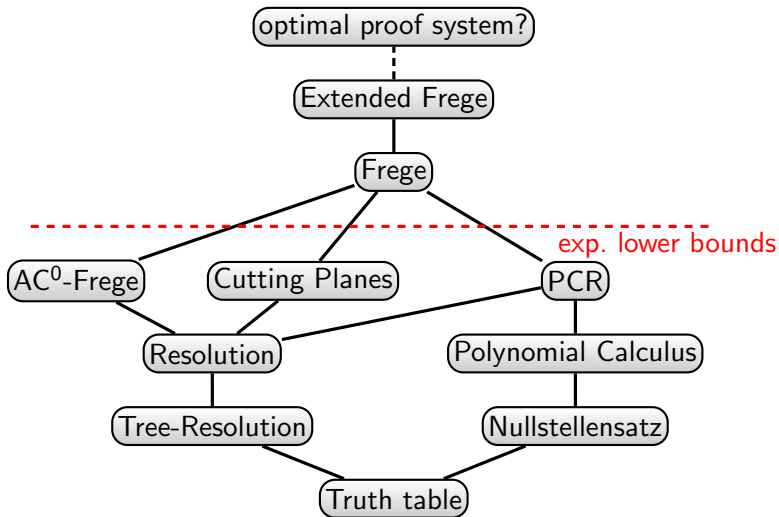 optimal proof system?
Extended Frege
Frege
exp. lower bounds
AC⁰-Frege
Cutting Planes
PCR
Resolution
Polynomial Calculus
Tree-Resolution
Nullstellensatz
Truth table